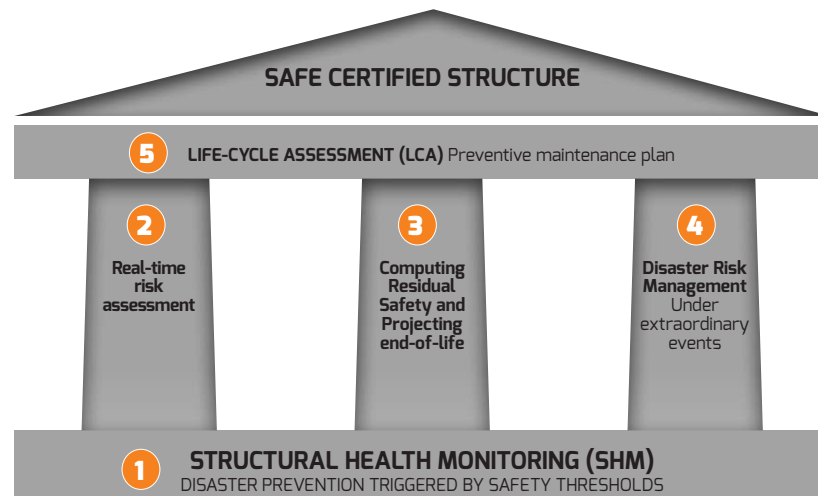 SAFE CERTIFIED STRUCTURE
5 LIFE-CYCLE ASSESSMENT (LCA) Preventive maintenance plan
2
Real-time
risk
assessment
3
Computing
Residual
Safety and
Projecting
end-of-life
4
Disaster Risk
Management
Under
extraordinary
events
1 STRUCTURAL HEALTH MONITORING (SHM)
DISASTER PREVENTION TRIGGERED BY SAFETY THRESHOLDS